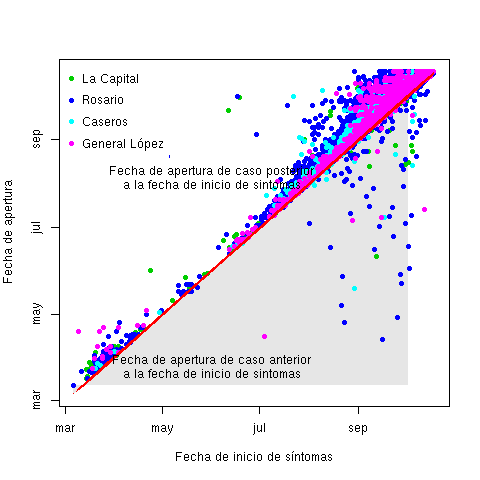 La Capital
Rosario
Caseros
General López
Fecha de apertura de caso posterior
a la fecha de inicio de sintomas
Fecha de apertura de caso anterior
a la fecha de inicio de sintomas
Fecha de apertura
mar
may
jul
sep
mar
may
jul
sep
Fecha de inicio de síntomas